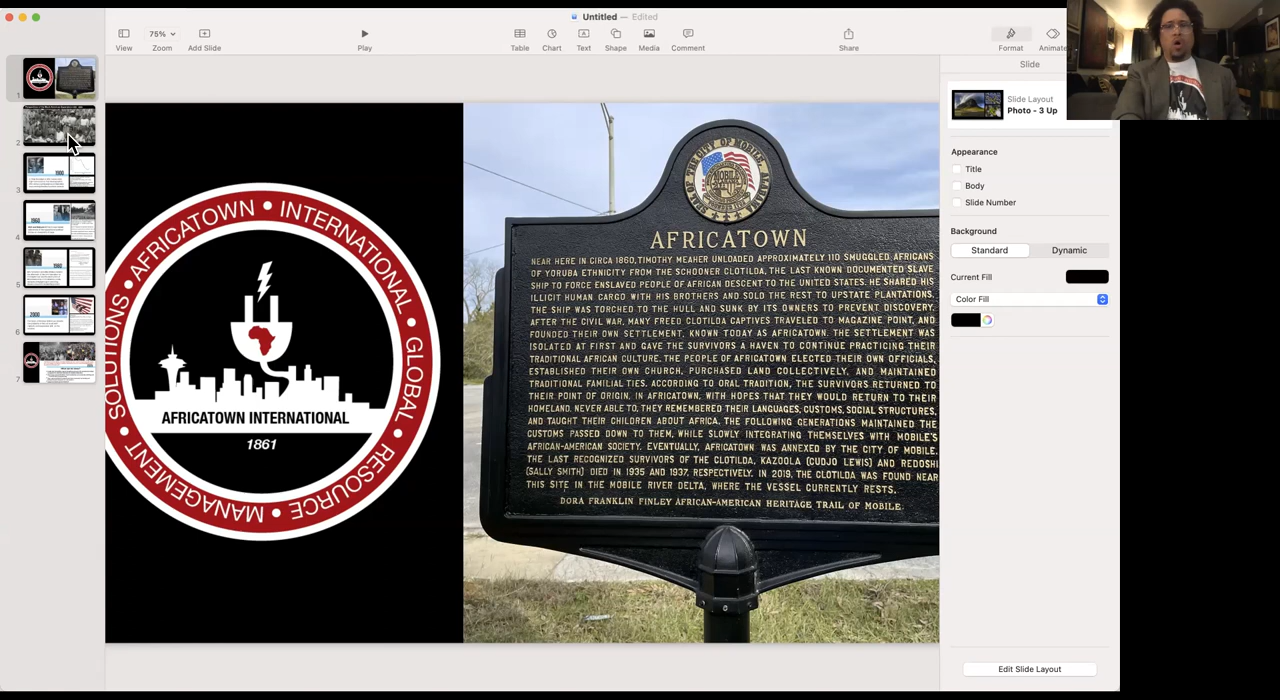 Untitled — Edited
View
75%
Zoom
Add Slide
Play
Table
Chart
Text
Shape
Media
Comment
Share
Format
Animate
Slide
1
2
3
4
5
6
7
1900
1960
2000
AFRICATOWN • INTERNATIONAL • GLOBAL • RESOURCE • MANAGEMENT • SOLUTIONS •
AFRICATOWN INTERNATIONAL
1861
MOBILE
AFRICATOWN
NEAR HERE IN CIRCA 1860, TIMOTHY MEAHER UNLOADED APPROXIMATELY 110 SMUGGLED AFRICANS
OF YORUBA ETHNICITY FROM THE SCHOONER CLOTILDA, THE LAST KNOWN DOCUMENTED SLAVE
SHIP TO FORCE ENSLAVED PEOPLE OF AFRICAN DESCENT TO THE UNITED STATES. HE SHARED HIS
ILLICIT HUMAN CARGO WITH HIS BROTHERS AND SOLD THE REST TO UPSTATE PLANTATIONS.
THE SHIP WAS TORCHED TO THE HULL AND SUNK BY ITS OWNERS TO PREVENT DISCOVERY.
AFTER THE CIVIL WAR, MANY FREED CLOTILDA CAPTIVES TRAVELED TO MAGAZINE POINT, AND
FOUNDED THEIR OWN SETTLEMENT, KNOWN TODAY AS AFRICATOWN. THE SETTLEMENT WAS
ISOLATED AT FIRST AND GAVE THE SURVIVORS A HAVEN TO CONTINUE PRACTICING THEIR
TRADITIONAL AFRICAN CULTURE. THE PEOPLE OF AFRICATOWN ELECTED THEIR OWN OFFICIALS,
ESTABLISHED THEIR OWN CHURCH, PURCHASED LAND COLLECTIVELY, AND MAINTAINED
TRADITIONAL FAMILIAL TIES. ACCORDING TO ORAL TRADITION, THE SURVIVORS RETURNED TO
THEIR POINT OF ORIGIN, IN AFRICATOWN, WITH HOPES THAT THEY WOULD RETURN TO THEIR
HOMELAND. NEVER ABLE TO, THEY REMEMBERED THEIR LANGUAGES, CUSTOMS, SOCIAL STRUCTURES,
AND TAUGHT THEIR CHILDREN ABOUT AFRICA. THE FOLLOWING GENERATIONS MAINTAINED THE
CUSTOMS PASSED DOWN TO THEM, WHILE SLOWLY INTEGRATING THEMSELVES WITH MOBILE'S
AFRICAN-AMERICAN SOCIETY. EVENTUALLY, AFRICATOWN WAS ANNEXED BY THE CITY OF MOBILE.
THE LAST RECOGNIZED SURVIVORS OF THE CLOTILDA, KAZOOLA (CUDJO LEWIS) AND REDOSHI
(SALLY SMITH) DIED IN 1935 AND 1937, RESPECTIVELY. IN 2019, THE CLOTILDA WAS FOUND NEAR
THIS SITE IN THE MOBILE RIVER DELTA, WHERE THE VESSEL CURRENTLY RESTS.
DORA FRANKLIN FINLEY AFRICAN-AMERICAN HERITAGE TRAIL OF MOBILE
Slide Layout
Photo - 3 Up
Appearance
Title
Body
Slide Number
Background
Standard
Dynamic
Current Fill
Color Fill
Edit Slide Layout